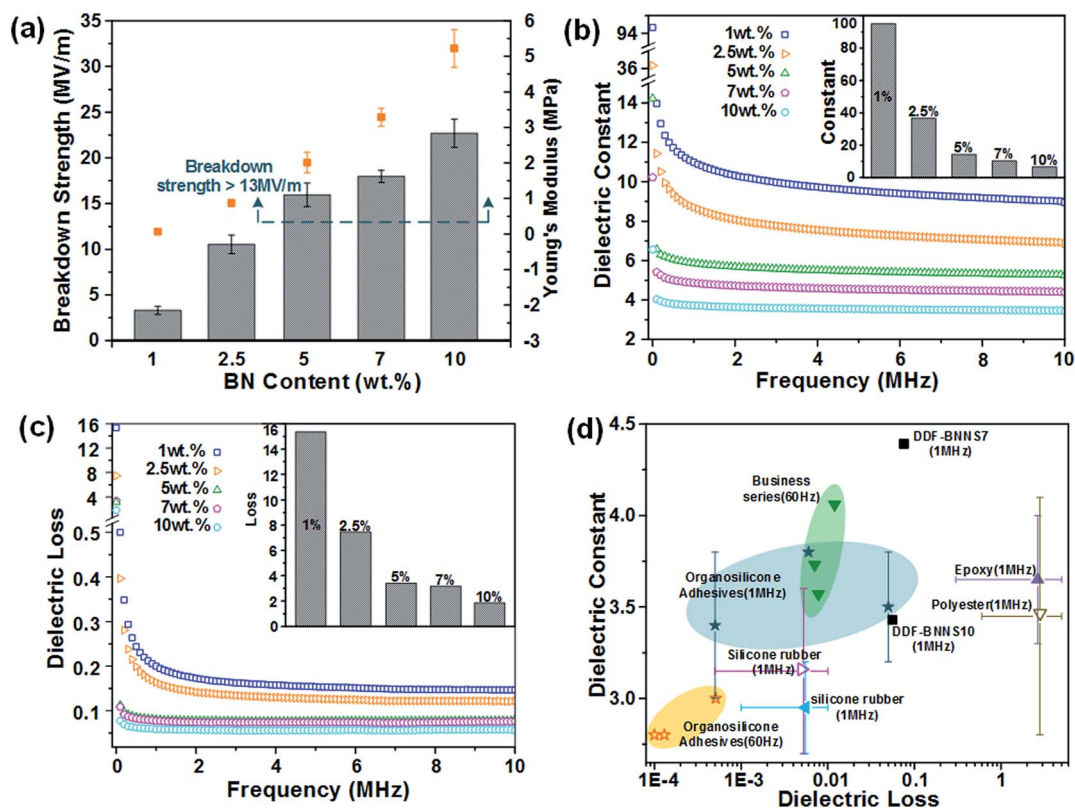 (a)
Breakdown Strength (MV/m)
35
30
25
20
15
10
5
0
Breakdown
strength > 13MV/m
1
2.5
5
7
10
BN Content (wt.%)
6
5
4
3
2
1
0
-1
-2
-3
Young's Modulus (MPa)
(b)
Dielectric Constant
94
36
14
12
10
8
6
4
2
1wt.%
2.5wt.%
5wt.%
7wt.%
10wt.%
Constant
100
80
60
40
20
0
1%
2.5%
5%
7%
10%
0
2
4
6
8
10
Frequency (MHz)
(c)
Dielectric Loss
16
12
8
4
0.5
0.4
0.3
0.2
0.1
1wt.%
2.5wt.%
5wt.%
7wt.%
10wt.%
Loss
16
14
12
10
8
6
4
2
0
1%
2.5%
5%
7%
10%
0
2
4
6
8
10
Frequency (MHz)
(d)
Dielectric Constant
4.5
4.0
3.5
3.0
DDF-BNNS7
(1MHz)
Business
series(60Hz)
Organosilicone
Adhesives(1MHz)
Epoxy(1MHz)
Polyester(1MHz)
DDF-BNNS10
(1MHz)
Silicone rubber
(1MHz)
silicone rubber
(1MHz)
Organosilicone
Adhesives(60Hz)
1E-4
1E-3
0.01
0.1
1
Dielectric Loss